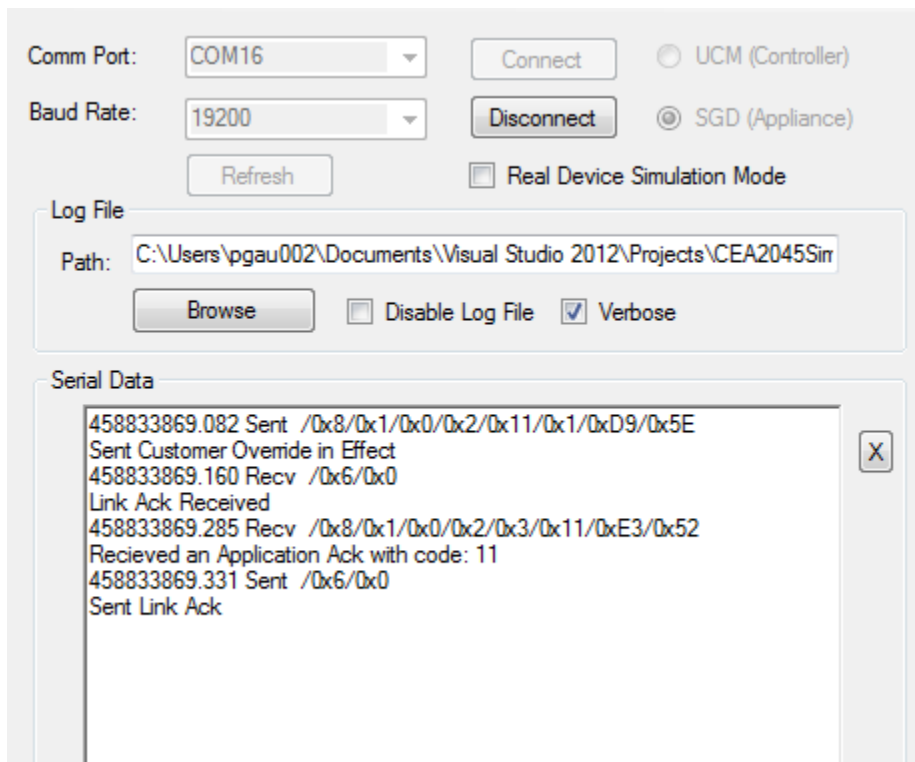 Comm Port: COM16 Connect UCM (Controller)
Baud Rate: 19200 Disconnect SGD (Appliance)
Refresh Real Device Simulation Mode
Log File
Path: C:\Users\pgau002\Documents\Visual Studio 2012\Projects\CEA2045Sim
Browse Disable Log File Verbose
Serial Data
458833869.082 Sent /0x8/0x1/0x0/0x2/0x11/0x1/0xD9/0x5E
Sent Customer Override in Effect
458833869.160 Recv /0x6/0x0
Link Ack Received
458833869.285 Recv /0x8/0x1/0x0/0x2/0x3/0x11/0xE3/0x52
Recieved an Application Ack with code: 11
458833869.331 Sent /0x6/0x0
Sent Link Ack
X